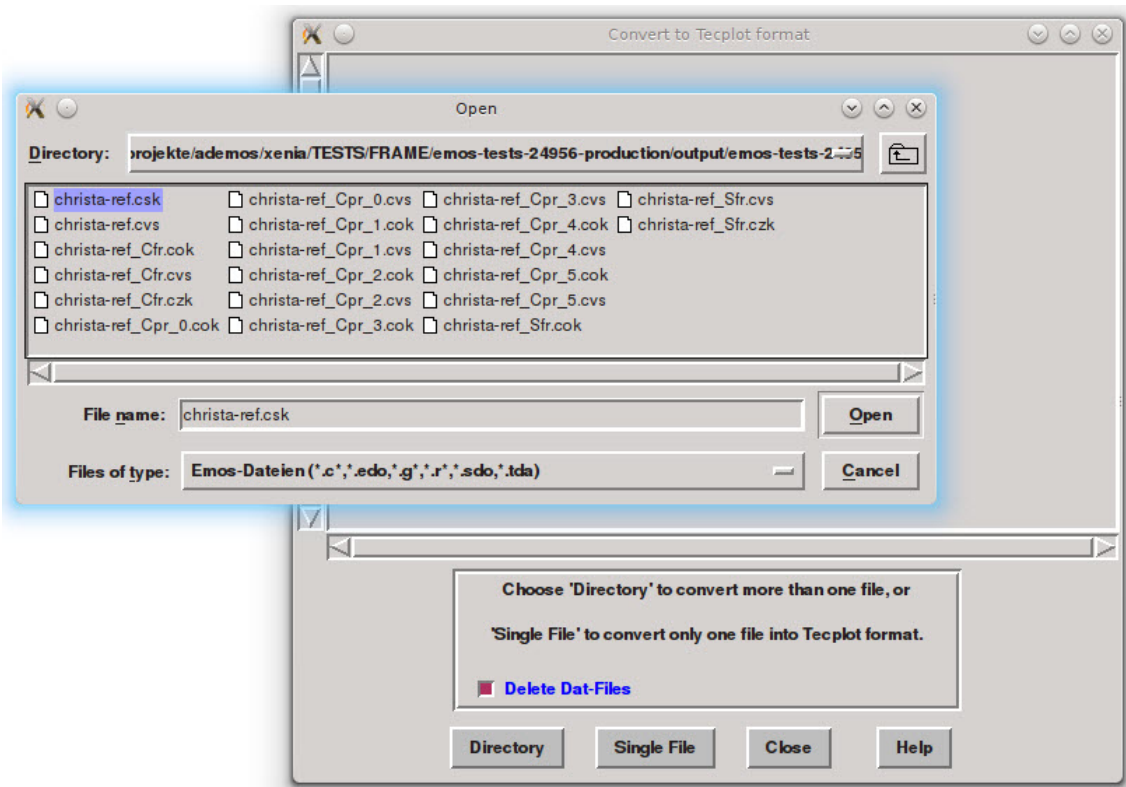 Convert to Tecplot format
Open
Directory: rojekte/ademos/xenia/TESTS/FRAME/emos-tests-24956-production/output/emos-tests-2
christa-ref.csk christa-ref_Cpr_0.cvs christa-ref_Cpr_3.cvs christa-ref_Sfr.cvs
christa-ref.cvs christa-ref_Cpr_1.cok christa-ref_Cpr_4.cok christa-ref_Sfr.czk
christa-ref_Cfr.cok christa-ref_Cpr_1.cvs christa-ref_Cpr_4.cvs
christa-ref_Cfr.cvs christa-ref_Cpr_2.cok christa-ref_Cpr_5.cok
christa-ref_Cfr.czk christa-ref_Cpr_2.cvs christa-ref_Cpr_5.cvs
christa-ref_Cpr_0.cok christa-ref_Cpr_3.cok christa-ref_Sfr.cok
File name: christa-ref.csk Open
Files of type: Emos-Dateien (*.c*,*.edo,*.g*,*.r*,*.sdo,*.tda) Cancel
Choose 'Directory' to convert more than one file, or
'Single File' to convert only one file into Tecplot format.
Delete Dat-Files
Directory Single File Close Help